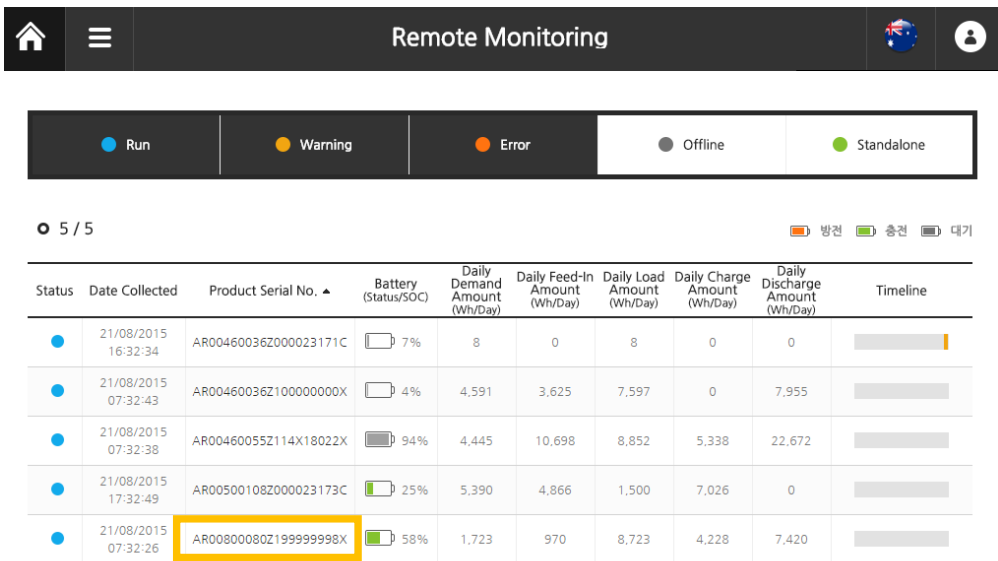 Remote Monitoring
Run Warning Error Offline Standalone
5 / 5
방전 충전 대기
Status Date Collected Product Serial No. ▲ Battery (Status/SOC) Daily Demand Amount (Wh/Day) Daily Feed-In Amount (Wh/Day) Daily Load Amount (Wh/Day) Daily Charge Amount (Wh/Day) Daily Discharge Amount (Wh/Day) Timeline
21/08/2015 16:32:34 AR00460036Z000023171C 7% 8 0 8 0 0
21/08/2015 07:32:43 AR00460036Z100000000X 4% 4,591 3,625 7,597 0 7,955
21/08/2015 07:32:38 AR00460055Z114X18022X 94% 4,445 10,698 8,852 5,338 22,672
21/08/2015 17:32:49 AR00500108Z000023173C 25% 5,390 4,866 1,500 7,026 0
21/08/2015 07:32:26 AR00800080Z199999998X 58% 1,723 970 8,723 4,228 7,420